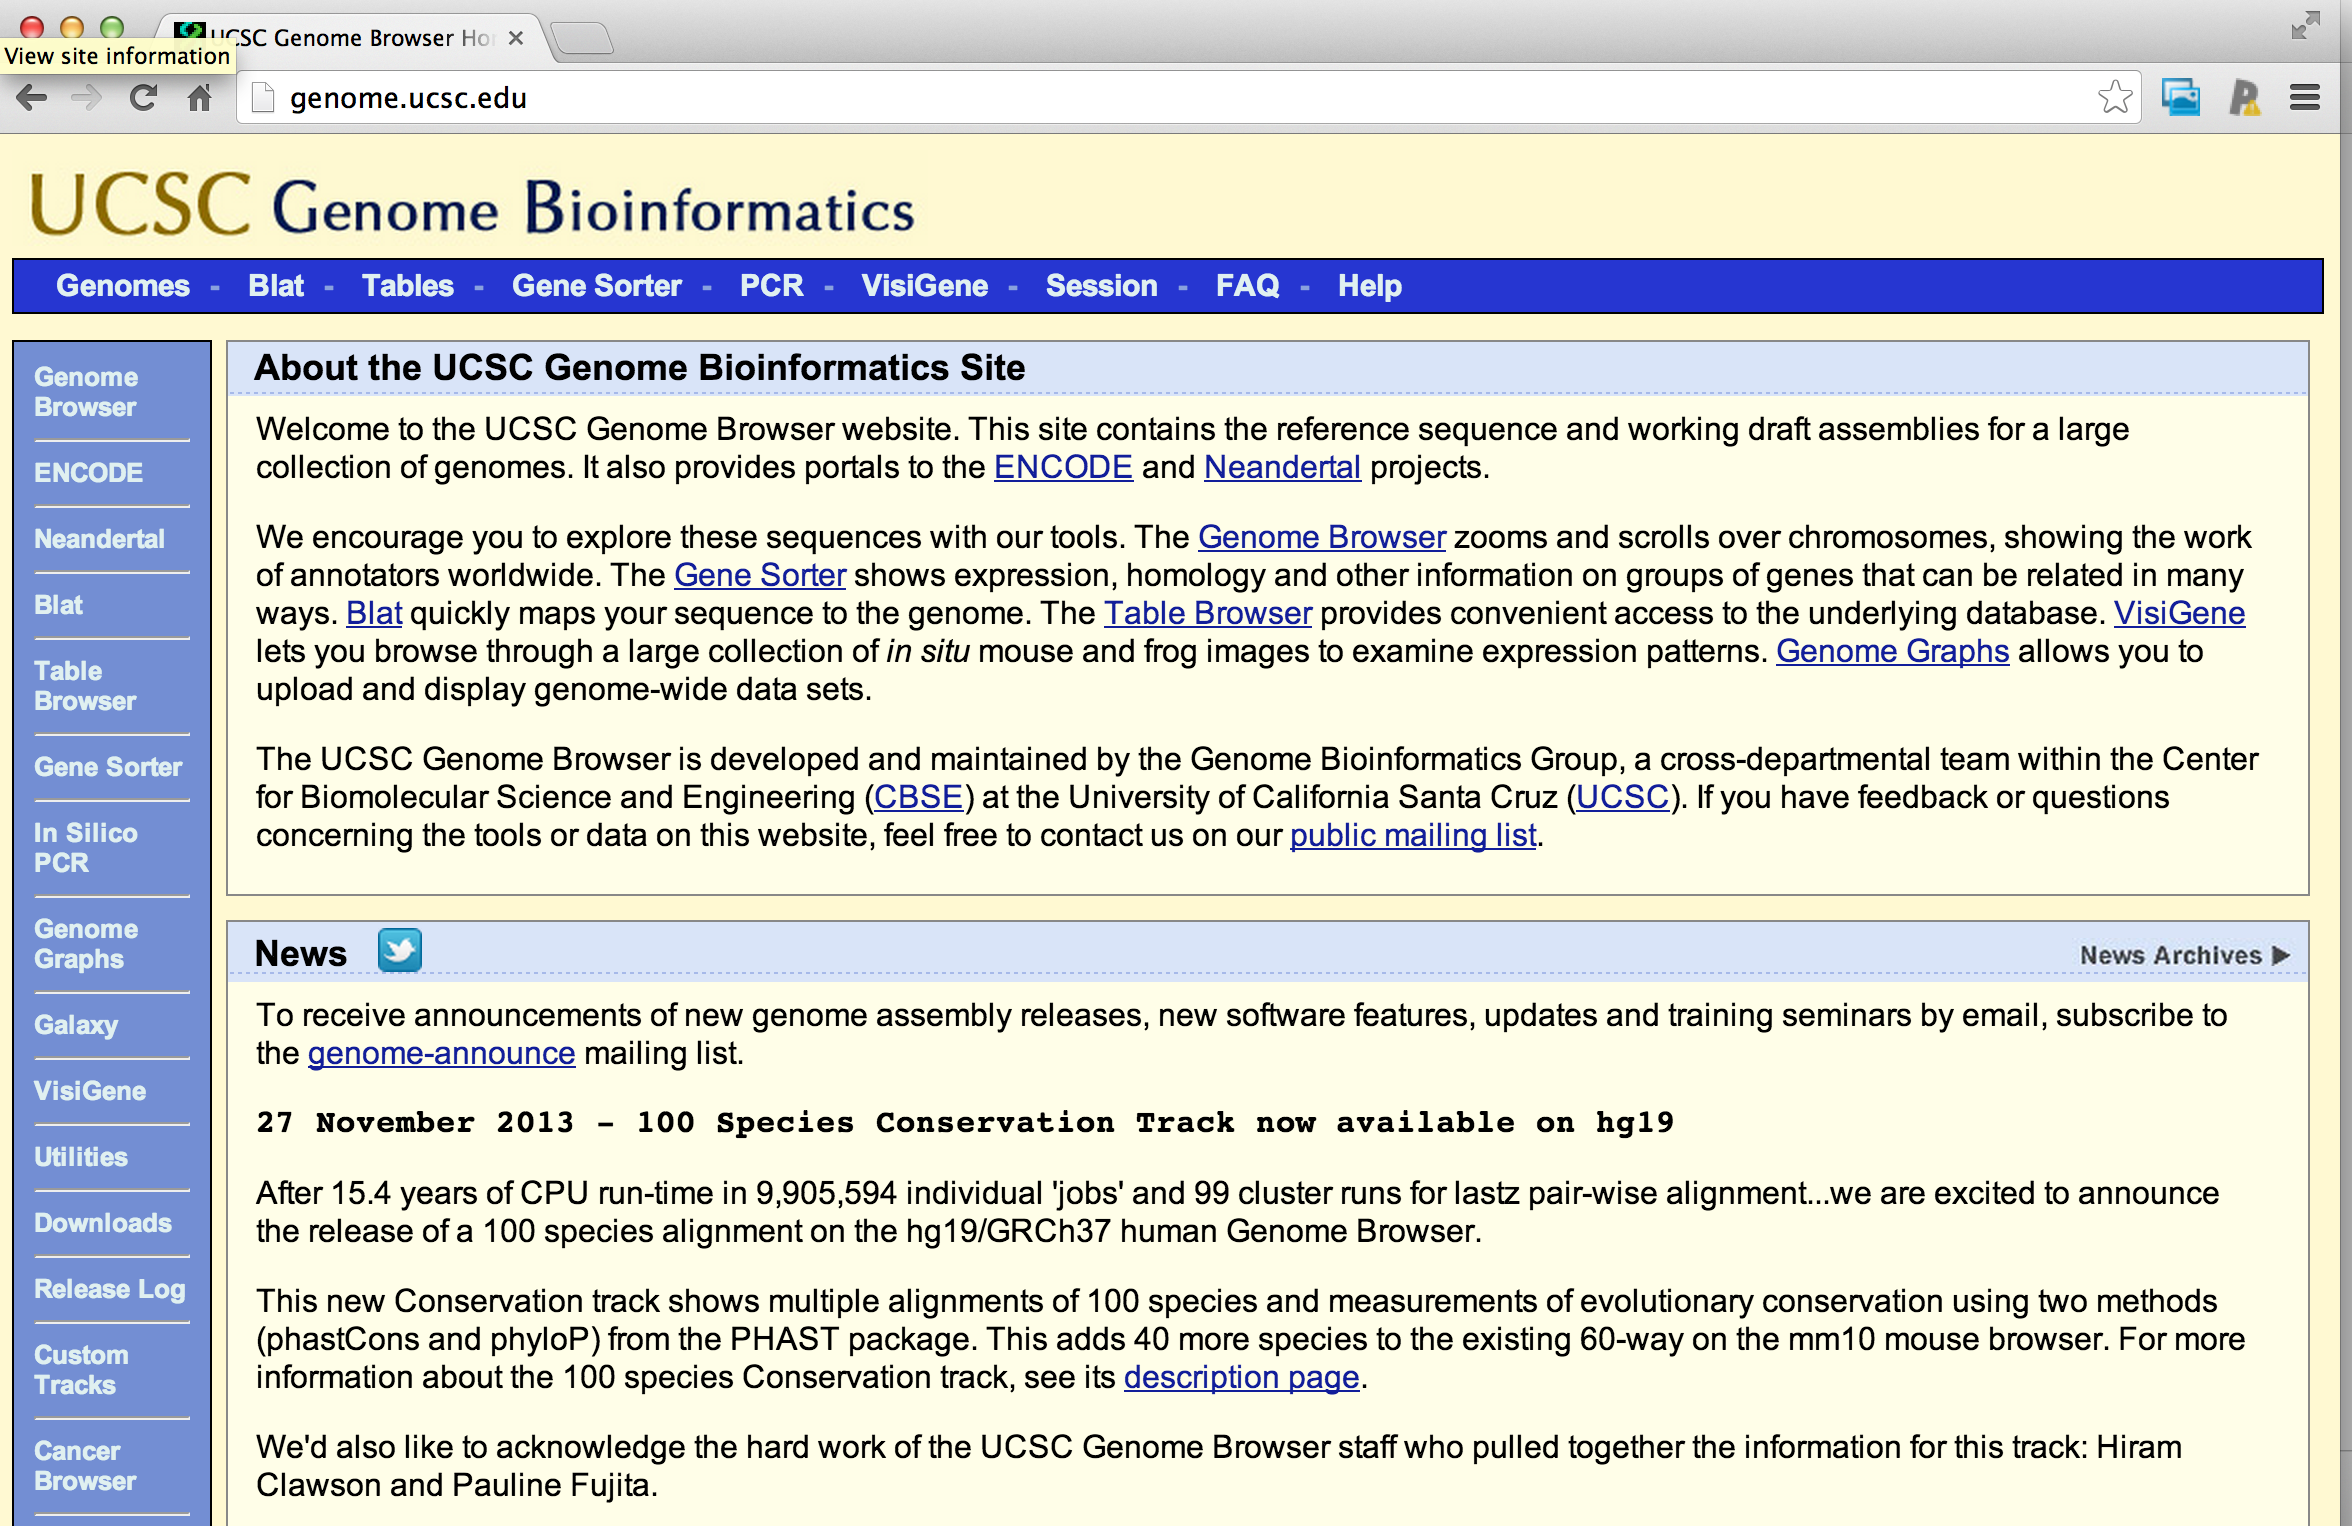 UCSC Genome Browser Ho
View site information
genome.ucsc.edu
UCSC Genome Bioinformatics
Genomes - Blat - Tables - Gene Sorter - PCR - VisiGene - Session - FAQ - Help
Genome
Browser
ENCODE
Neandertal
Blat
Table
Browser
Gene Sorter
In Silico
PCR
Genome
Graphs
Galaxy
VisiGene
Utilities
Downloads
Release Log
Custom
Tracks
Cancer
Browser
About the UCSC Genome Bioinformatics Site
Welcome to the UCSC Genome Browser website. This site contains the reference sequence and working draft assemblies for a large
collection of genomes. It also provides portals to the ENCODE and Neandertal projects.
We encourage you to explore these sequences with our tools. The Genome Browser zooms and scrolls over chromosomes, showing the work
of annotators worldwide. The Gene Sorter shows expression, homology and other information on groups of genes that can be related in many
ways. Blat quickly maps your sequence to the genome. The Table Browser provides convenient access to the underlying database. VisiGene
lets you browse through a large collection of in situ mouse and frog images to examine expression patterns. Genome Graphs allows you to
upload and display genome-wide data sets.
The UCSC Genome Browser is developed and maintained by the Genome Bioinformatics Group, a cross-departmental team within the Center
for Biomolecular Science and Engineering (CBSE) at the University of California Santa Cruz (UCSC). If you have feedback or questions
concerning the tools or data on this website, feel free to contact us on our public mailing list.
News
News Archives ▶
To receive announcements of new genome assembly releases, new software features, updates and training seminars by email, subscribe to
the genome-announce mailing list.
27 November 2013 - 100 Species Conservation Track now available on hg19
After 15.4 years of CPU run-time in 9,905,594 individual 'jobs' and 99 cluster runs for lastz pair-wise alignment...we are excited to announce
the release of a 100 species alignment on the hg19/GRCh37 human Genome Browser.
This new Conservation track shows multiple alignments of 100 species and measurements of evolutionary conservation using two methods
(phastCons and phyloP) from the PHAST package. This adds 40 more species to the existing 60-way on the mm10 mouse browser. For more
information about the 100 species Conservation track, see its description page.
We'd also like to acknowledge the hard work of the UCSC Genome Browser staff who pulled together the information for this track: Hiram
Clawson and Pauline Fujita.